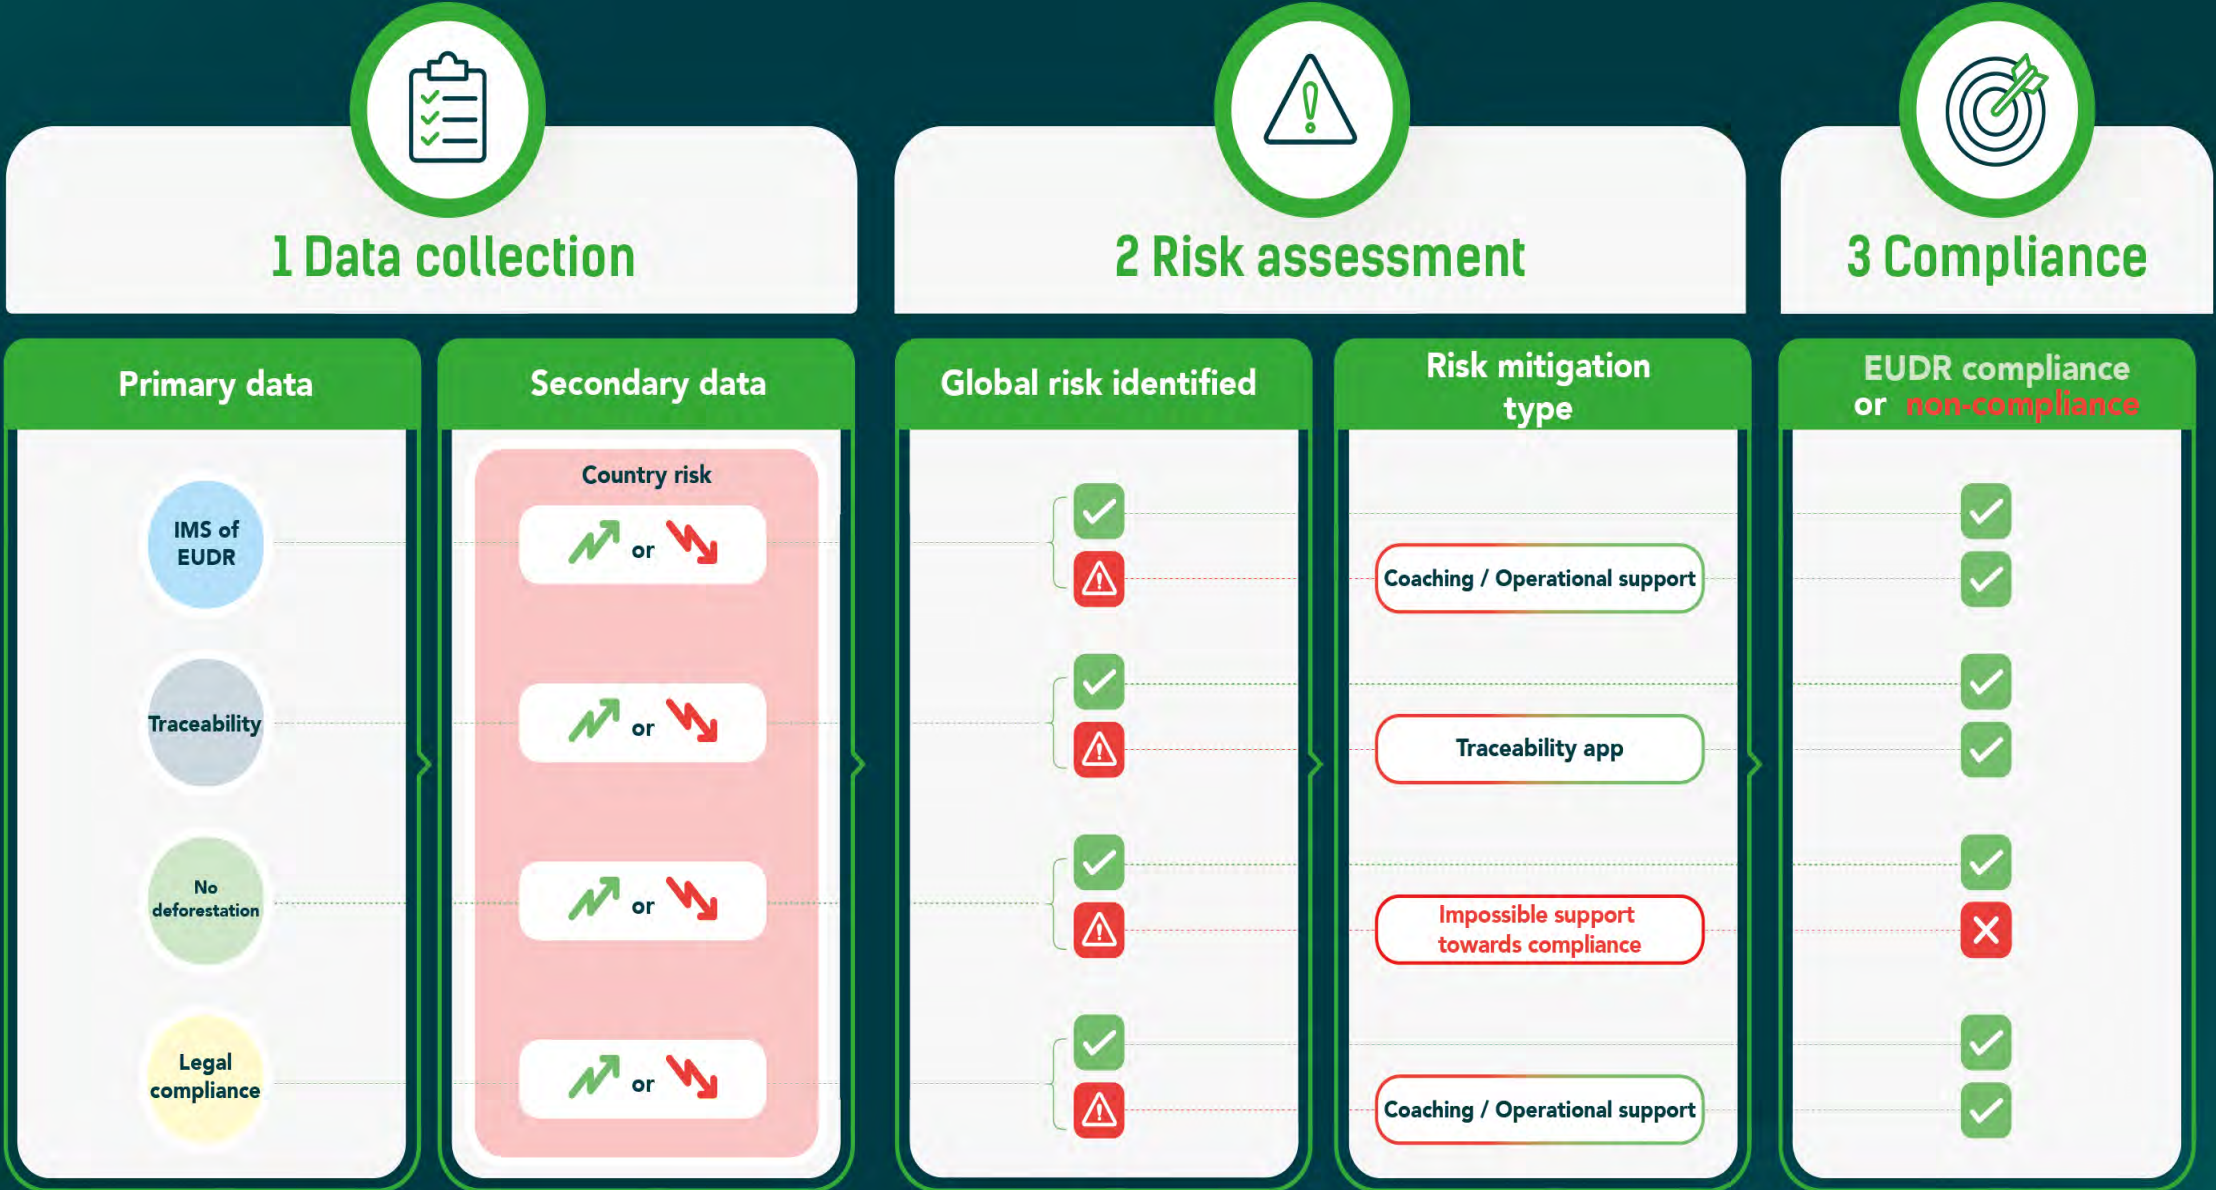 1 Data collection
2 Risk assessment
3 Compliance
Primary data
Secondary data
Global risk identified
Risk mitigation
type
EUDR compliance
or non-compliance
Country risk
IMS of
EUDR
or
Coaching / Operational support
Traceability
or
Traceability app
No
deforestation
or
Impossible support
towards compliance
Legal
compliance
or
Coaching / Operational support